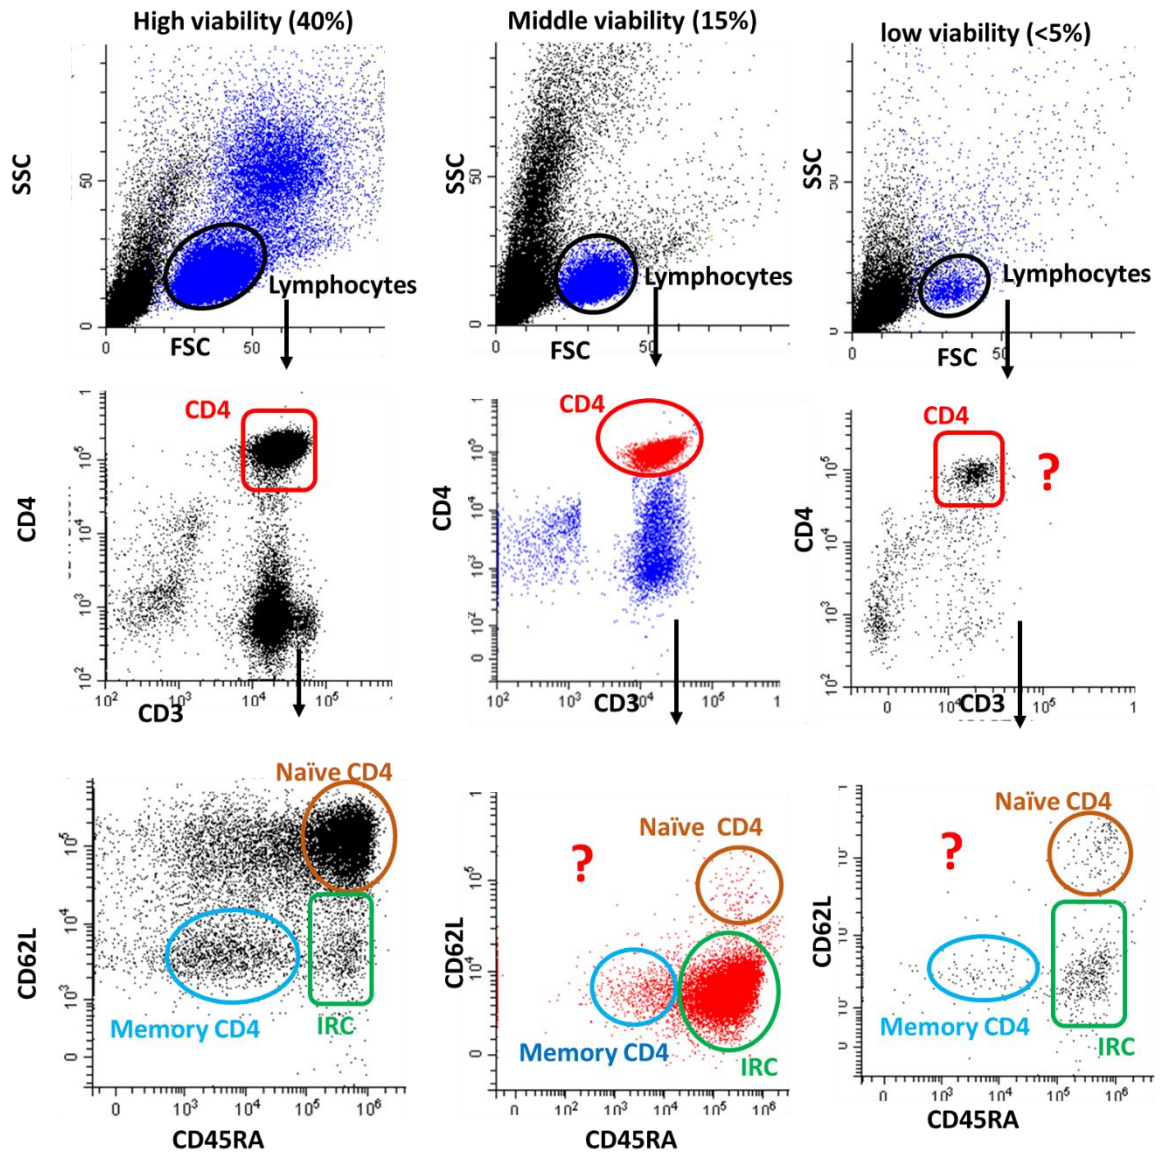 High viability (40%)
Middle viability (15%)
low viability (<5%)
SSC
50
0
Lymphocytes
0
FSC
50
SSC
50
0
Lymphocytes
0
FSC
50
SSC
50
Lymphocytes
0
FSC
50
CD4
CD4
10⁵
10⁴
10³
10²
10² 10³ 10⁴ 10⁵
CD3
CD4
CD4
10⁵
10⁴
10³
10²
0
10² 10³ 10⁴ 10⁵ 1
CD3
CD4
?
CD4
10⁵
10⁴
10³
10²
0 10⁴ 10⁵ 1
CD3
Naïve CD4
CD62L
10⁵
10⁴
10³
0
Memory CD4
IRC
0 10³ 10⁴ 10⁵ 10⁶
CD45RA
Naïve CD4
?
CD62L
10⁵
10⁴
0
Memory CD4
IRC
0 10² 10³ 10⁴ 10⁵ 10⁶
CD45RA
Naïve CD4
?
CD62L
Memory CD4
IRC
0 10³ 10⁴ 10⁵ 10⁶
CD45RA